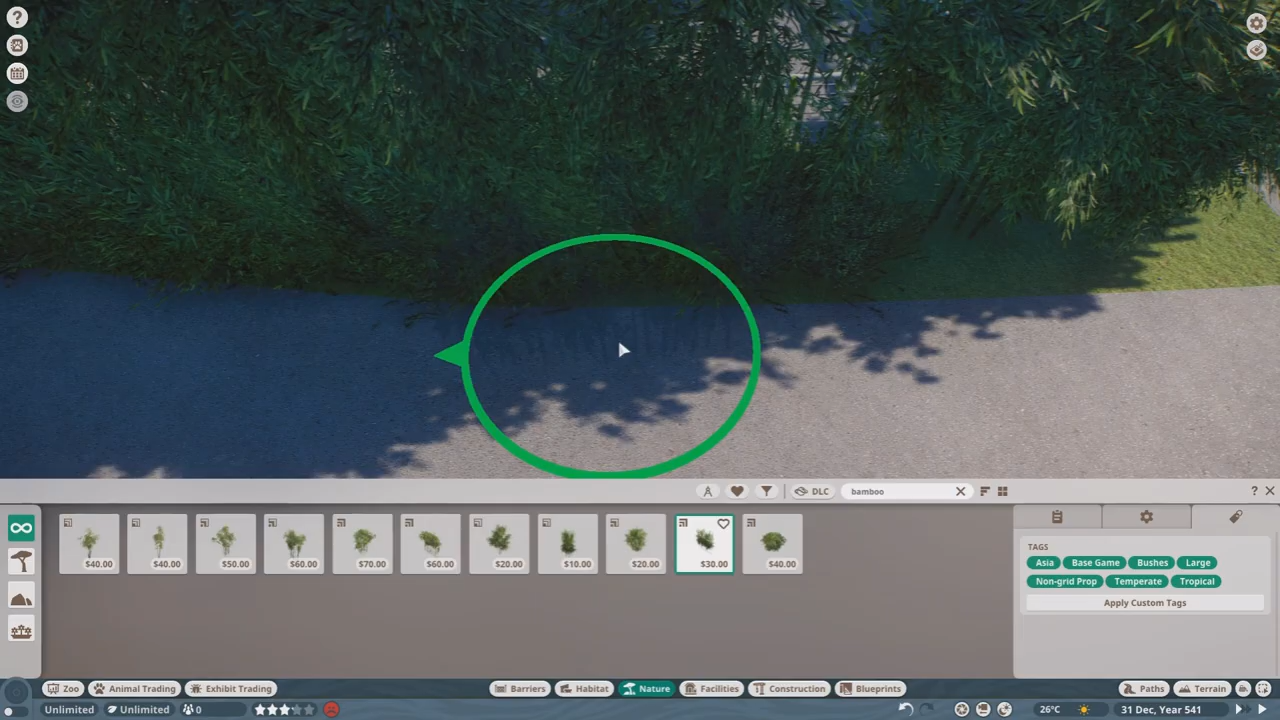 ?
DLC
bamboo
?
$40.00
$40.00
$50.00
$60.00
$70.00
$60.00
$20.00
$10.00
$20.00
$30.00
$40.00
TAGS
Asia Base Game Bushes Large
Non-grid Prop Temperate Tropical
Apply Custom Tags
Zoo Animal Trading Exhibit Trading Barriers Habitat Nature Facilities Construction Blueprints Paths Terrain
Unlimited Unlimited 0 26°C 31 Dec, Year 541